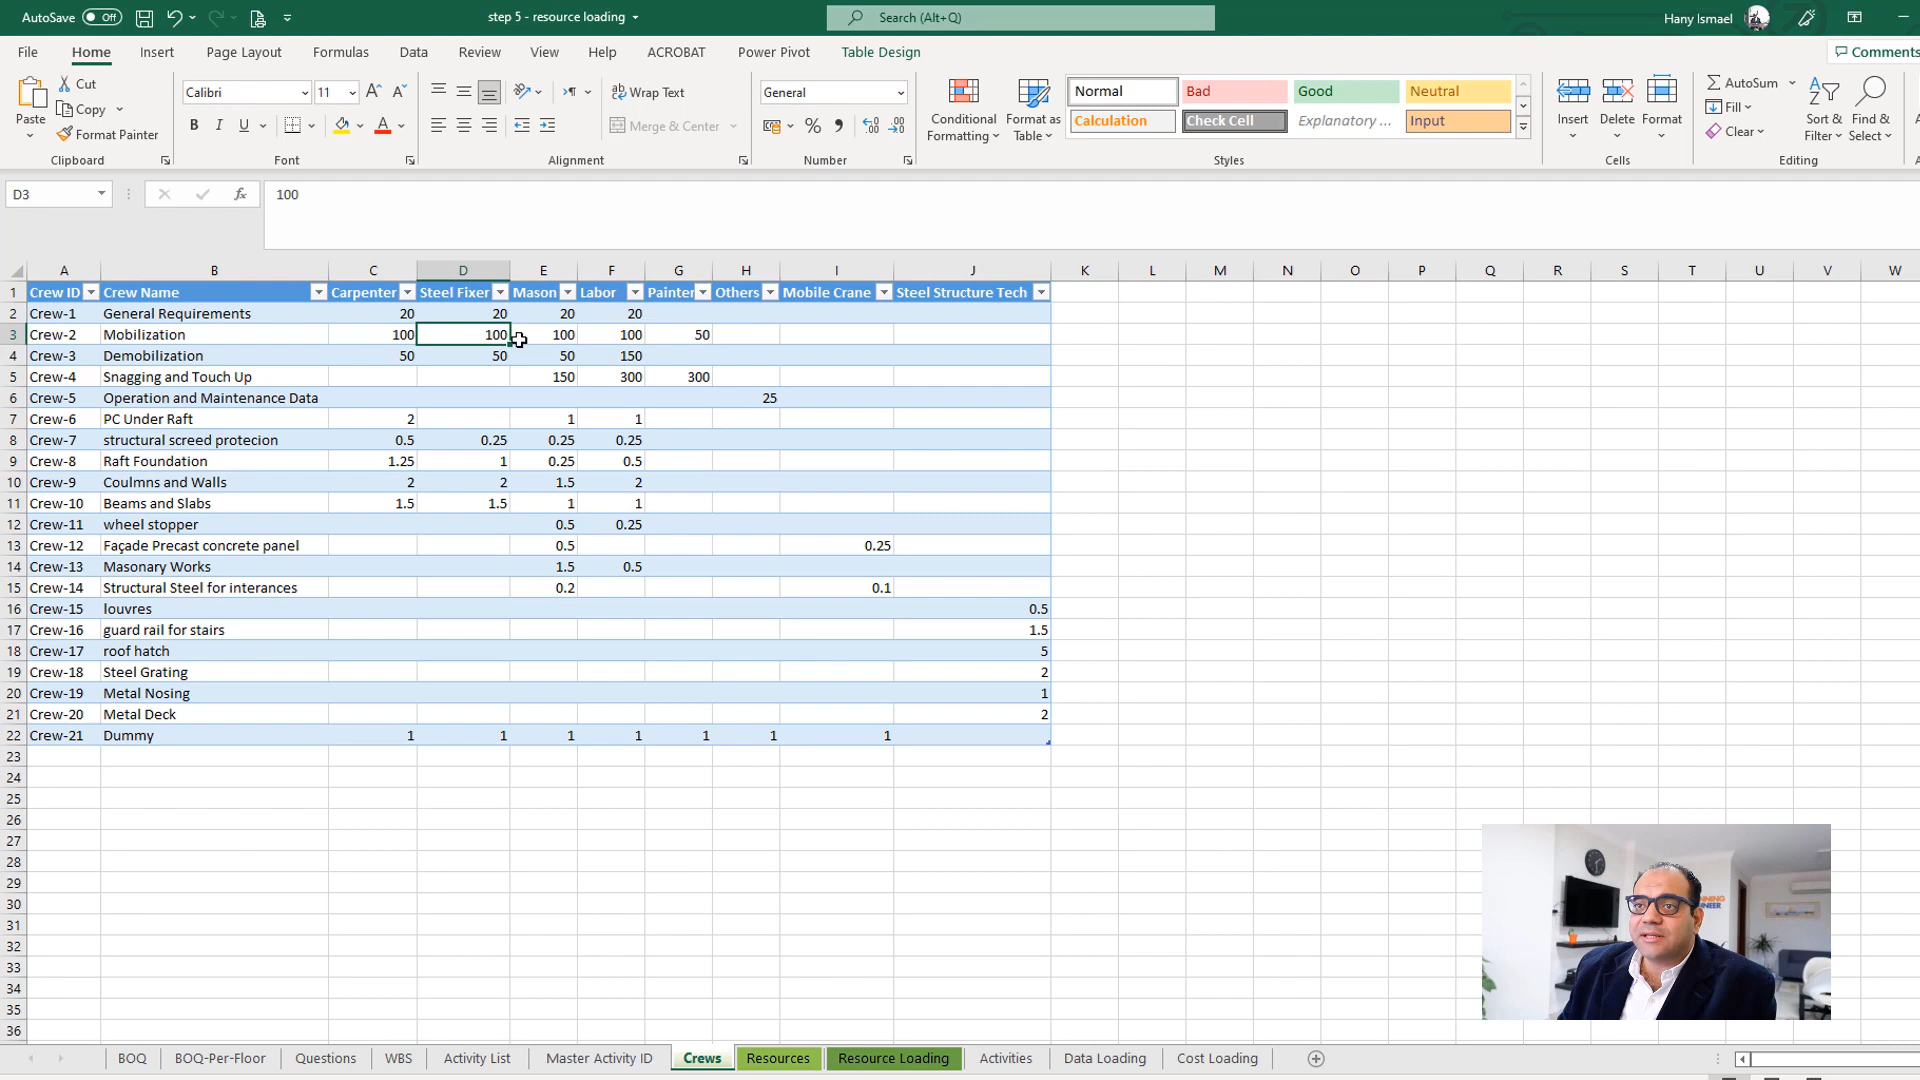 AutoSave Off step 5 - resource loading Search (Alt+Q) Hany Ismael
File Home Insert Page Layout Formulas Data Review View Help ACROBAT Power Pivot Table Design Comments
Paste Cut Copy Format Painter
Calibri 11 Wrap Text Merge & Center General
B I U
Conditional Formatting Format as Table
Normal Bad Good Neutral
Calculation Check Cell Explanatory ... Input
Insert Delete Format
AutoSum Fill Clear Sort & Filter Find & Select
Clipboard Font Alignment Number Styles Cells Editing
D3 fx 100
A B C D E F G H I J K L M N O P Q R S T U V W
1 Crew ID Crew Name Carpenter Steel Fixer Mason Labor Painter Others Mobile Crane Steel Structure Tech
2 Crew-1 General Requirements 20 20 20 20
3 Crew-2 Mobilization 100 100 100 100 50
4 Crew-3 Demobilization 50 50 50 150
5 Crew-4 Snagging and Touch Up 150 300 300
6 Crew-5 Operation and Maintenance Data 25
7 Crew-6 PC Under Raft 2 1 1
8 Crew-7 structural screed protecion 0.5 0.25 0.25 0.25
9 Crew-8 Raft Foundation 1.25 1 0.25 0.5
10 Crew-9 Coulmns and Walls 2 2 1.5 2
11 Crew-10 Beams and Slabs 1.5 1.5 1 1
12 Crew-11 wheel stopper 0.5 0.25
13 Crew-12 Façade Precast concrete panel 0.5 0.25
14 Crew-13 Masonary Works 1.5 0.5
15 Crew-14 Structural Steel for interances 0.2 0.1
16 Crew-15 louvres 0.5
17 Crew-16 guard rail for stairs 1.5
18 Crew-17 roof hatch 5
19 Crew-18 Steel Grating 2
20 Crew-19 Metal Nosing 1
21 Crew-20 Metal Deck 2
22 Crew-21 Dummy 1 1 1 1 1 1 1
23
24
25
26
27
28
29
30
31
32
33
34
35
36
BOQ BOQ-Per-Floor Questions WBS Activity List Master Activity ID Crews Resources Resource Loading Activities Data Loading Cost Loading